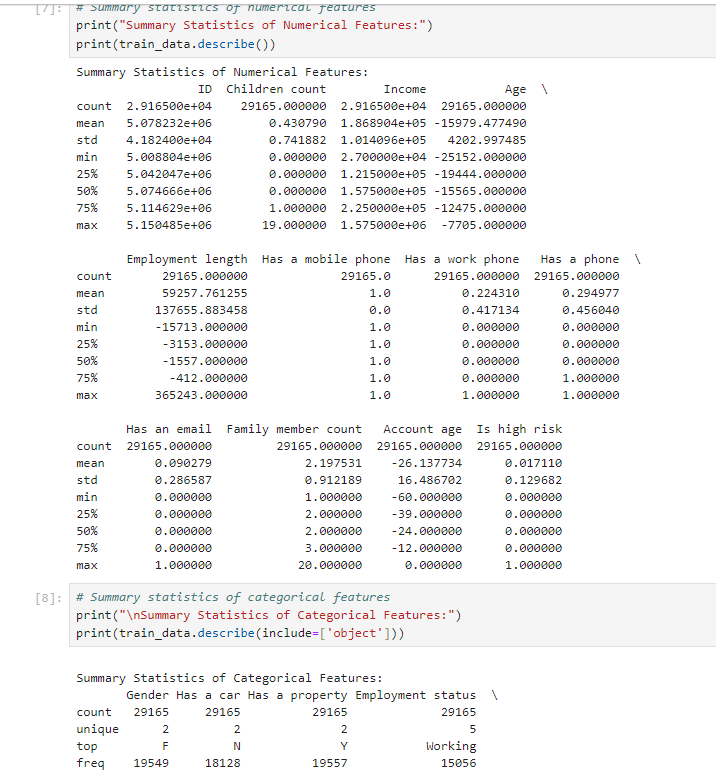 [7]: # Summary statistics of numerical features
print("Summary Statistics of Numerical Features:")
print(train_data.describe())
Summary Statistics of Numerical Features:
ID Children count Income Age \
count 2.916500e+04 29165.000000 2.916500e+04 29165.000000
mean 5.078232e+06 0.430790 1.868904e+05 -15979.477490
std 4.182400e+04 0.741882 1.014096e+05 4202.997485
min 5.008804e+06 0.000000 2.700000e+04 -25152.000000
25% 5.042047e+06 0.000000 1.215000e+05 -19444.000000
50% 5.074666e+06 0.000000 1.575000e+05 -15565.000000
75% 5.114629e+06 1.000000 2.250000e+05 -12475.000000
max 5.150485e+06 19.000000 1.575000e+06 -7705.000000
Employment length Has a mobile phone Has a work phone Has a phone \
count 29165.000000 29165.0 29165.000000 29165.000000
mean 59257.761255 1.0 0.224310 0.294977
std 137655.883458 0.0 0.417134 0.456040
min -15713.000000 1.0 0.000000 0.000000
25% -3153.000000 1.0 0.000000 0.000000
50% -1557.000000 1.0 0.000000 0.000000
75% -412.000000 1.0 0.000000 1.000000
max 365243.000000 1.0 1.000000 1.000000
Has an email Family member count Account age Is high risk
count 29165.000000 29165.000000 29165.000000 29165.000000
mean 0.090279 2.197531 -26.137734 0.017110
std 0.286587 0.912189 16.486702 0.129682
min 0.000000 1.000000 -60.000000 0.000000
25% 0.000000 2.000000 -39.000000 0.000000
50% 0.000000 2.000000 -24.000000 0.000000
75% 0.000000 3.000000 -12.000000 0.000000
max 1.000000 20.000000 0.000000 1.000000
[8]: # Summary statistics of categorical features
print("\nSummary Statistics of Categorical Features:")
print(train_data.describe(include=['object']))
Summary Statistics of Categorical Features:
Gender Has a car Has a property Employment status \
count 29165 29165 29165 29165
unique 2 2 2 5
top F N Y Working
freq 19549 18128 19557 15056